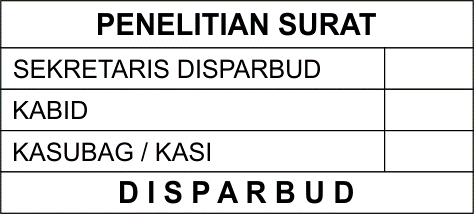 PENELITIAN SURAT
SEKRETARIS DISPARBUD
KABID
KASUBAG / KASI
D I S P A R B U D